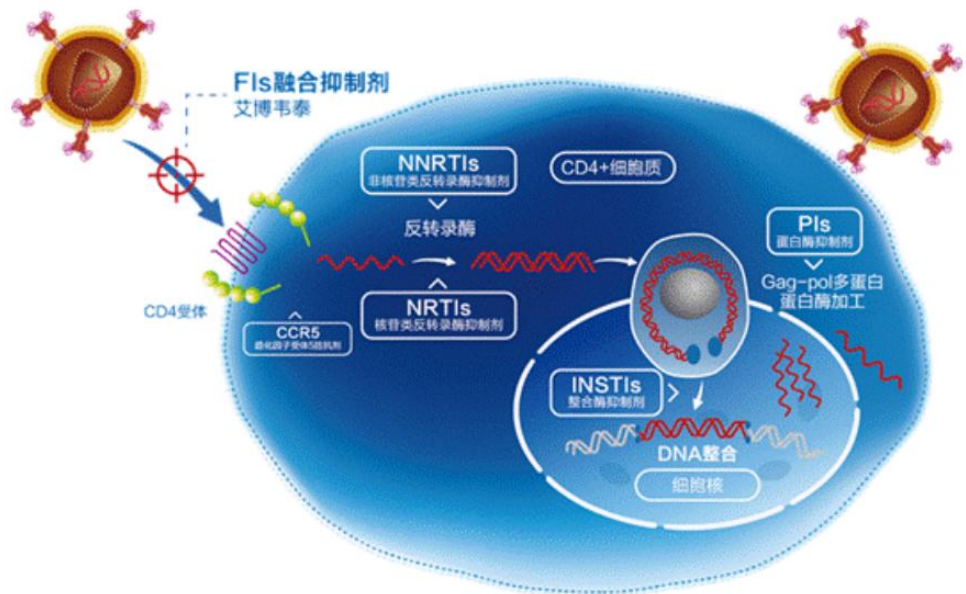 FIs融合抑制剂
艾博韦泰
NNRTIs
非核苷类反转录酶抑制剂
CD4+细胞质
反转录酶
PIs
蛋白酶抑制剂
Gag-pol多蛋白
蛋白酶加工
CD4受体
NRTIs
核苷类反转录酶抑制剂
CCR5
INSTIs
整合酶抑制剂
DNA整合
细胞核